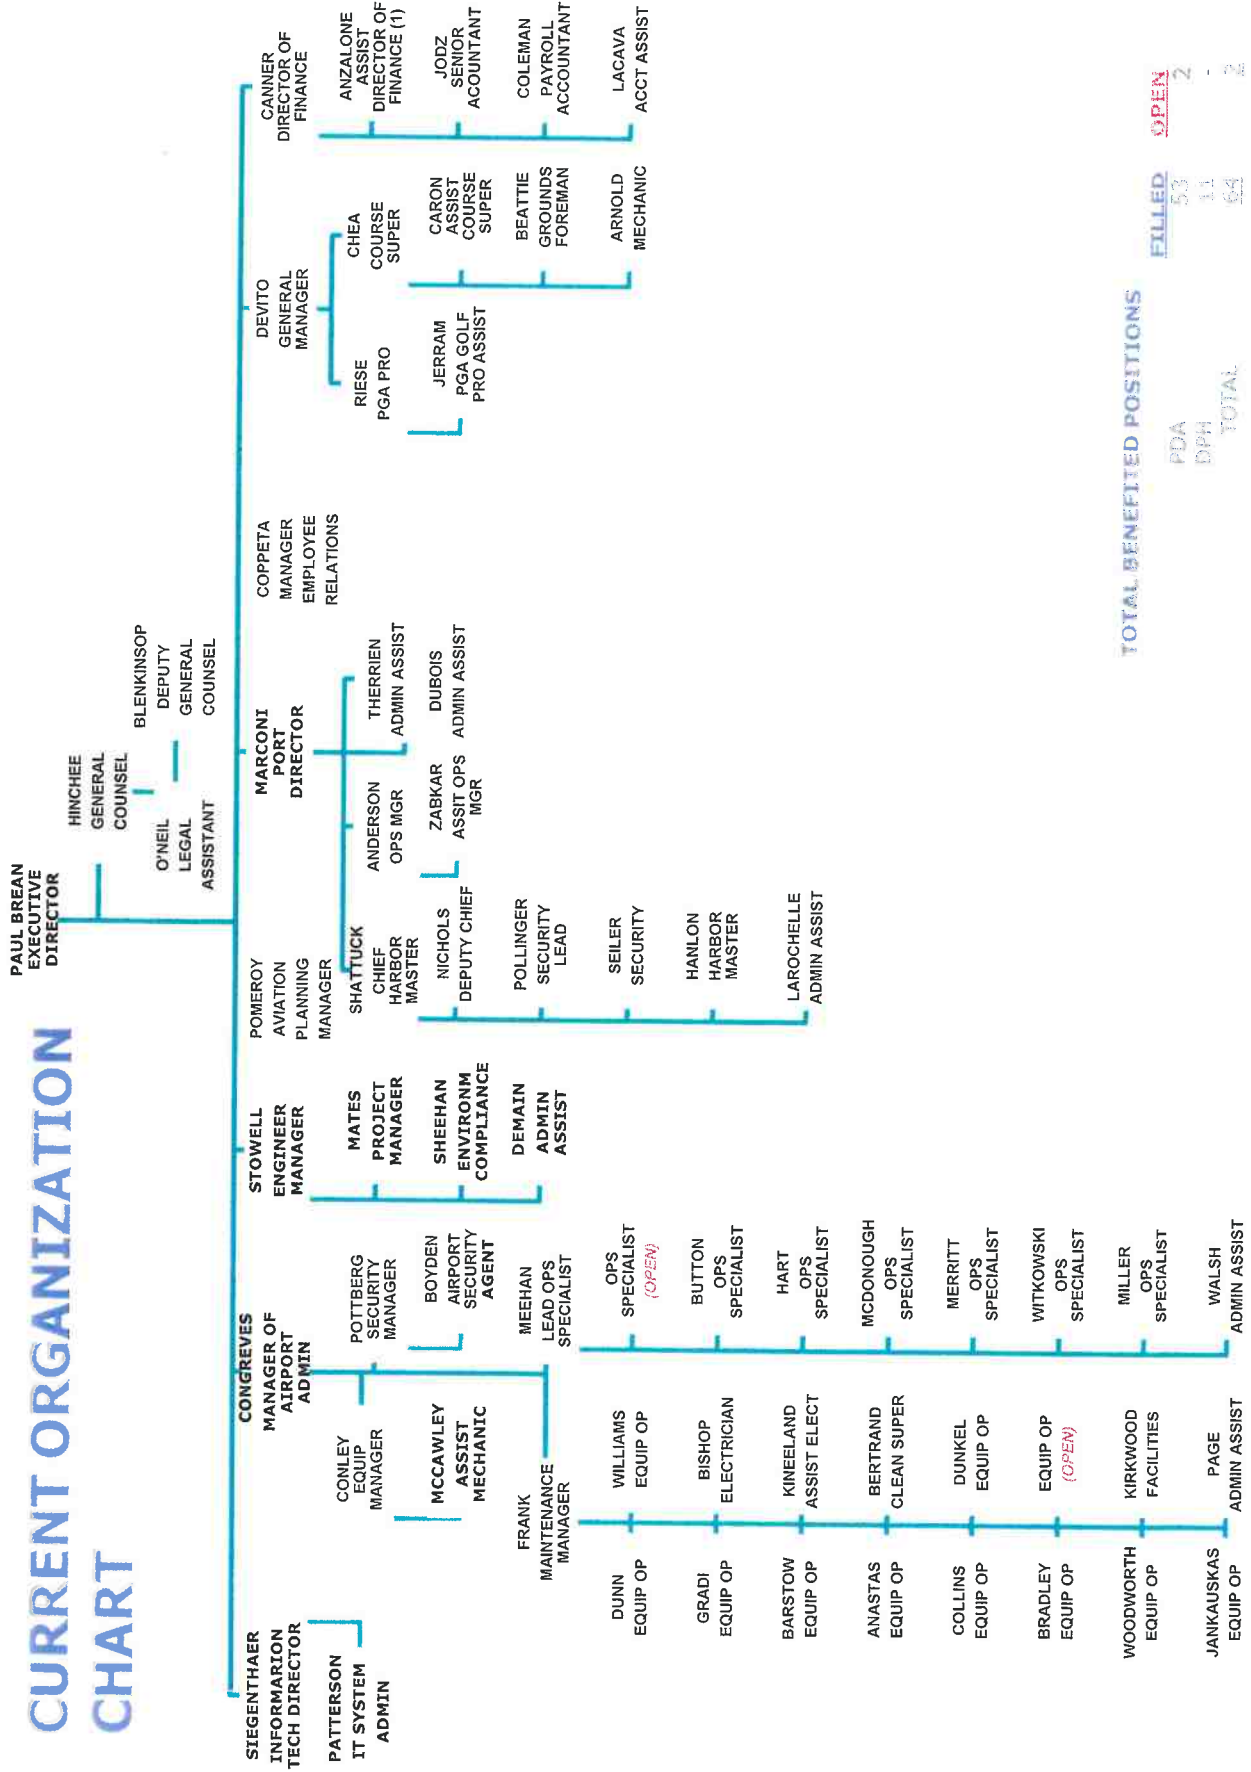 CURRENT ORGANIZATION
CHART
PAUL BREAN
EXECUTIVE
DIRECTOR
HINCHEE
GENERAL
COUNSEL
O'NEIL
LEGAL
ASSISTANT
BLENKINSOP
DEPUTY
GENERAL
COUNSEL
SIEGENTHAER
INFORMARION
TECH DIRECTOR
PATTERSON
IT SYSTEM
ADMIN
CONGREVES
MANAGER OF
AIRPORT
ADMIN
CONLEY
EQUIP
MANAGER
MCCAWLEY
ASSIST
MECHANIC
POTTBERG
SECURITY
MANAGER
BOYDEN
AIRPORT
SECURITY
AGENT
FRANK
MAINTENANCE
MANAGER
DUNN
EQUIP OP
WILLIAMS
EQUIP OP
GRADI
EQUIP OP
BISHOP
ELECTRICIAN
BARSTOW
EQUIP OP
KINEELAND
ASSIST ELECT
ANASTAS
EQUIP OP
BERTRAND
CLEAN SUPER
COLLINS
EQUIP OP
DUNKEL
EQUIP OP
BRADLEY
EQUIP OP
EQUIP OP
(OPEN)
WOODWORTH
EQUIP OP
KIRKWOOD
FACILITIES
JANKAUSKAS
EQUIP OP
PAGE
ADMIN ASSIST
MEEHAN
LEAD OPS
SPECIALIST
OPS
SPECIALIST
(OPEN)
BUTTON
OPS
SPECIALIST
HART
OPS
SPECIALIST
MCDONOUGH
OPS
SPECIALIST
MERRITT
OPS
SPECIALIST
WITKOWSKI
OPS
SPECIALIST
MILLER
OPS
SPECIALIST
WALSH
ADMIN ASSIST
STOWELL
ENGINEER
MANAGER
MATES
PROJECT
MANAGER
SHEEHAN
ENVIRONM
COMPLIANCE
DEMAIN
ADMIN
ASSIST
POMEROY
AVIATION
PLANNING
MANAGER
MARCONI
PORT
DIRECTOR
SHATTUCK
CHIEF
HARBOR
MASTER
NICHOLS
DEPUTY CHIEF
POLLINGER
SECURITY
LEAD
SEILER
SECURITY
HANLON
HARBOR
MASTER
LAROCHELLE
ADMIN ASSIST
ANDERSON
OPS MGR
ZABKAR
ASSIT OPS
MGR
THERRIEN
ADMIN ASSIST
DUBOIS
ADMIN ASSIST
COPPETA
MANAGER
EMPLOYEE
RELATIONS
DEVITO
GENERAL
MANAGER
RIESE
PGA PRO
JERRAM
PGA GOLF
PRO ASSIST
CHEA
COURSE
SUPER
CARON
ASSIST
COURSE
SUPER
BEATTIE
GROUNDS
FOREMAN
ARNOLD
MECHANIC
CANNER
DIRECTOR OF
FINANCE
ANZALONE
ASSIST
DIRECTOR OF
FINANCE (1)
JODZ
SENIOR
ACOUNTANT
COLEMAN
PAYROLL
ACCOUNTANT
LACAVA
ACCT ASSIST
TOTAL BENEFITED POSITIONS FILLED OPEN
PDA 53 2
DPH 11 -
TOTAL 64 2